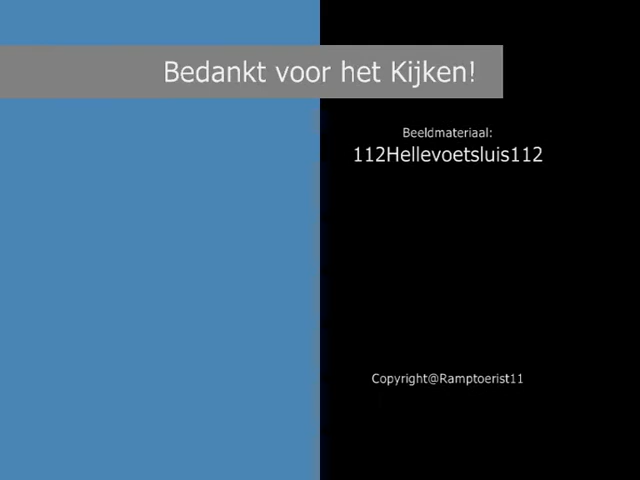 Bedankt voor het Kijken!
Beeldmateriaal:
112Hellevoetsluis112
Copyright@Ramptoerist11